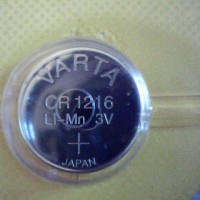 VARTA
CR 1216
Li-Mn 3V
+
JAPAN